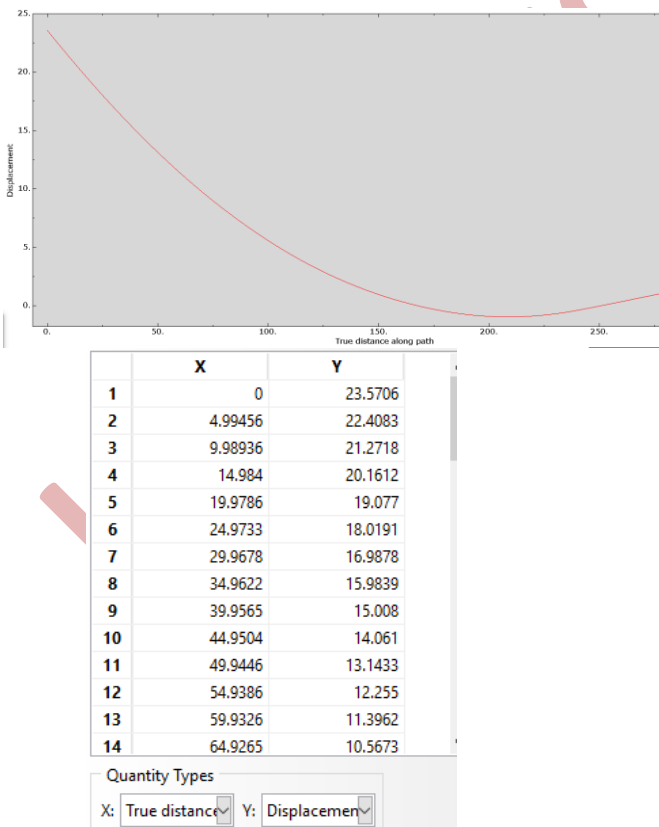 25.
20.
15.
10.
5.
0.
Displacement
0. 50. 100. 150. 200. 250.
True distance along path
X Y
1 0 23.5706
2 4.99456 22.4083
3 9.98936 21.2718
4 14.984 20.1612
5 19.9786 19.077
6 24.9733 18.0191
7 29.9678 16.9878
8 34.9622 15.9839
9 39.9565 15.008
10 44.9504 14.061
11 49.9446 13.1433
12 54.9386 12.255
13 59.9326 11.3962
14 64.9265 10.5673
Quantity Types
X: True distance Y: Displacemen